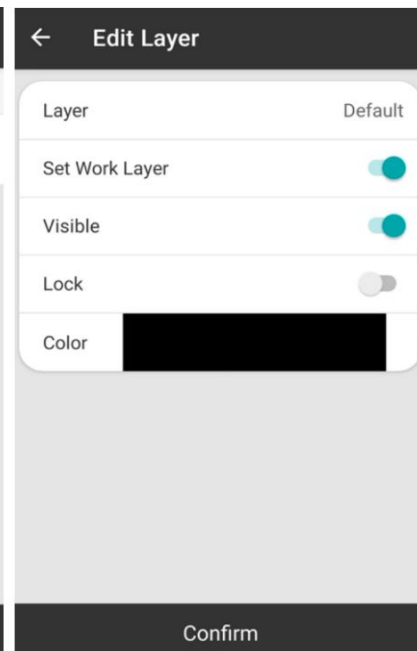 Edit Layer
Layer Default
Set Work Layer
Visible
Lock
Color
Confirm